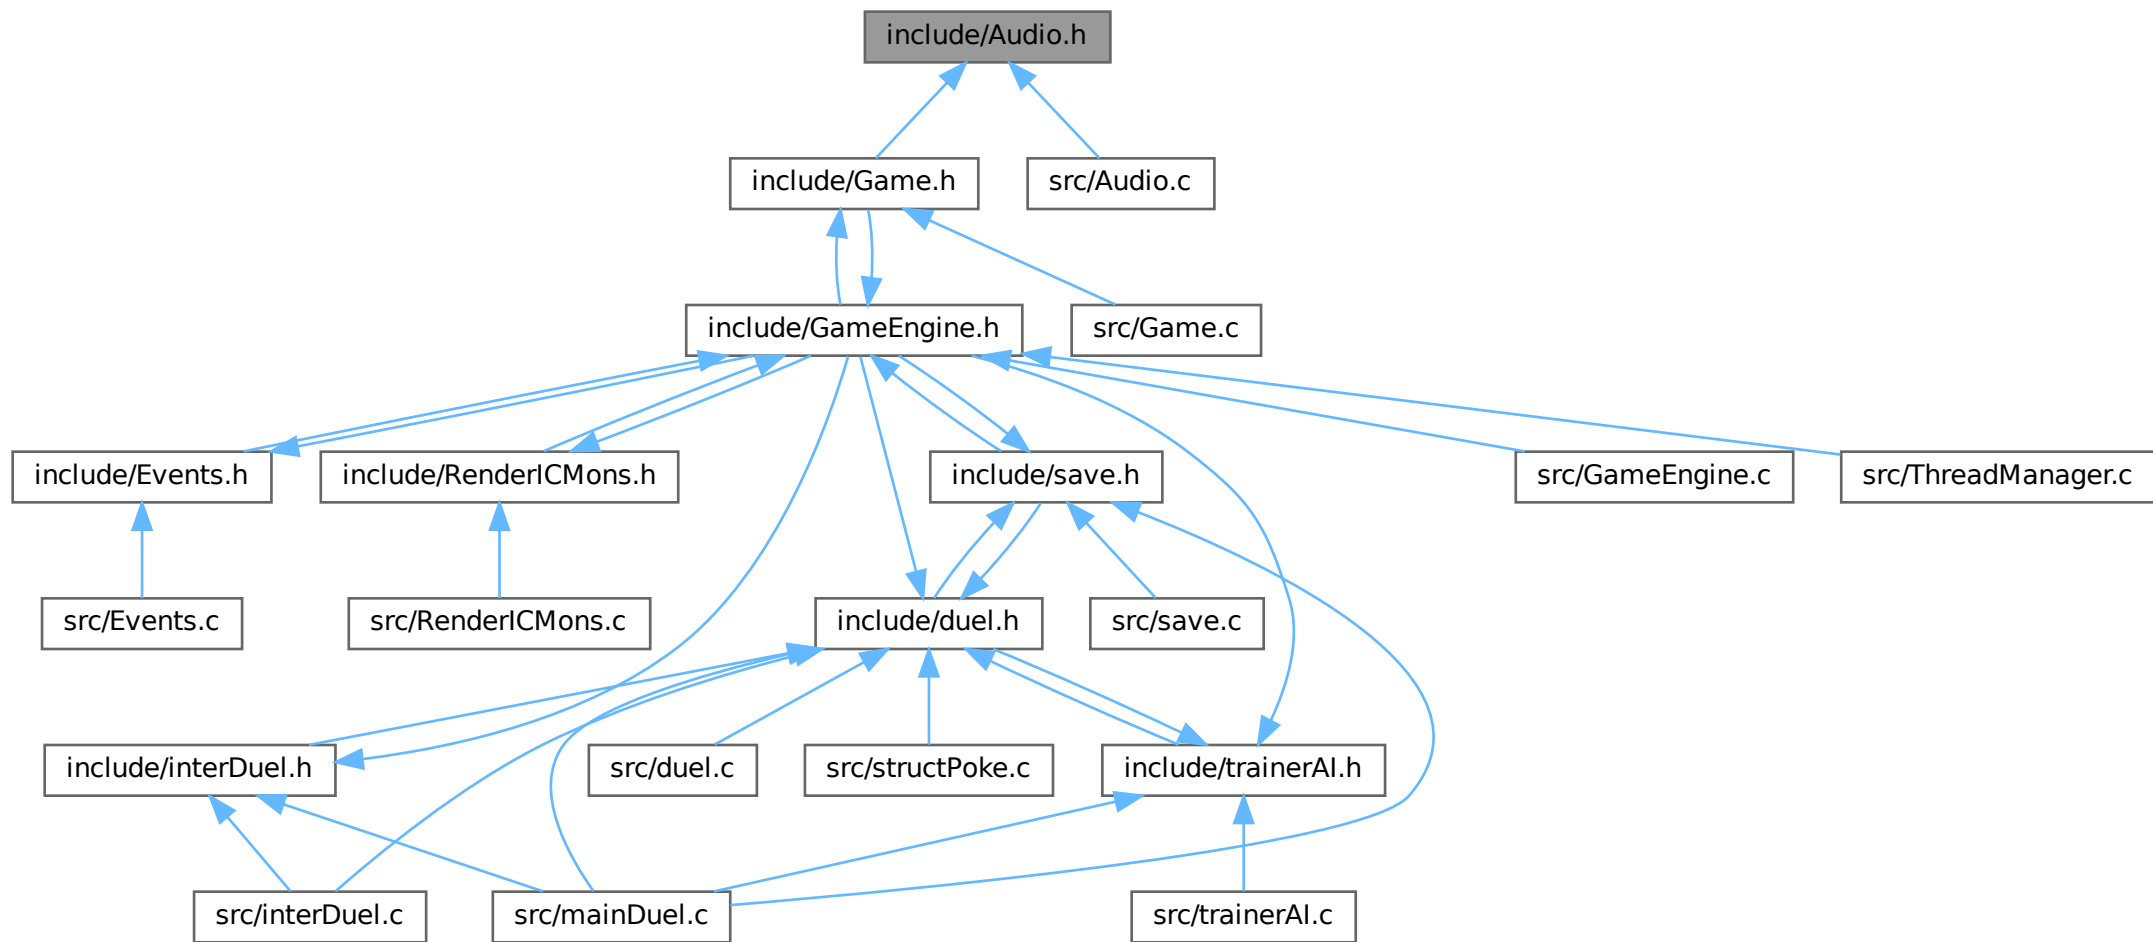 include/Audio.h
include/Game.h
src/Audio.c
include/GameEngine.h
src/Game.c
include/Events.h
include/RenderICMons.h
include/save.h
src/GameEngine.c
src/ThreadManager.c
src/Events.c
src/RenderICMons.c
include/duel.h
src/save.c
include/interDuel.h
src/duel.c
src/structPoke.c
include/trainerAI.h
src/interDuel.c
src/mainDuel.c
src/trainerAI.c